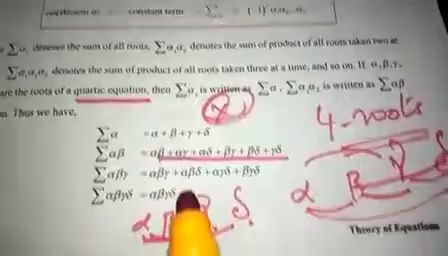 coefficient of constant term
∑α₁ denotes the sum of all roots, ∑α₁α₂ denotes the sum of product of all roots taken two at
∑α₁α₂α₃ denotes the sum of product of all roots taken three at a time, and so on. If α, β, γ,
are the roots of a quartic equation, then ∑α₁ is written as ∑α, ∑α₁α₂ is written as ∑αβ
on. Thus we have,
∑α = α + β + γ + δ
∑αβ = αβ + αγ + αδ + βγ + βδ + γδ
∑αβγ = αβγ + αβδ + αγδ + βγδ
∑αβγδ = αβγδ
4-roots
α β γ δ
α δ
Theory of Equations